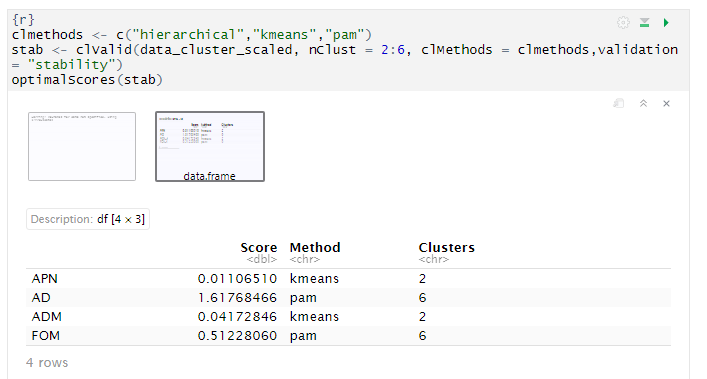 {r}
clmethods <- c("hierarchical","kmeans","pam")
stab <- clValid(data_cluster_scaled, nClust = 2:6, clMethods = clmethods,validation
= "stability")
optimalScores(stab)
data.frame
Description: df [4 × 3]
Score Method Clusters
<dbl> <chr> <chr>
APN 0.01106510 kmeans 2
AD 1.61768466 pam 6
ADM 0.04172846 kmeans 2
FOM 0.51228060 pam 6
4 rows